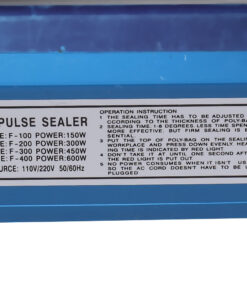 PULSE SEALER
E:F-100 POWER:150W
E:F-200 POWER:300W
E:F-300 POWER:450W
E:F-400 POWER:600W
URCE: 110V/220V 50/60Hz
OPERATION INSTRUCTION
1 THE SEALING TIME HAS TO BE ADJUSTED
CCORDING TO THE THICKNESS OF POLY-BA
2 SEALING TIME 1-8 DEGREES LESS TIME SPEN
MORE EFFECTIVE. BUT FIRM SEALING IS
SENTIAL
3 PUT THE TOP OF POLY-BAG ON THE SEALING
WORKPLACE AND PRESS DOWN EVENLY HEA
ING TIME IS INDICATED BY RED LIGHT
4 DON'T TAKE IT AT UNTIL ONE SECOND AFTER
THE RED LIGHT IS PUT OUT
5 NO POWER CONSUMES WHEN IT ISN'T US
SO THE AC CORD DOESN'T HAVE TO BE
PLUGGED